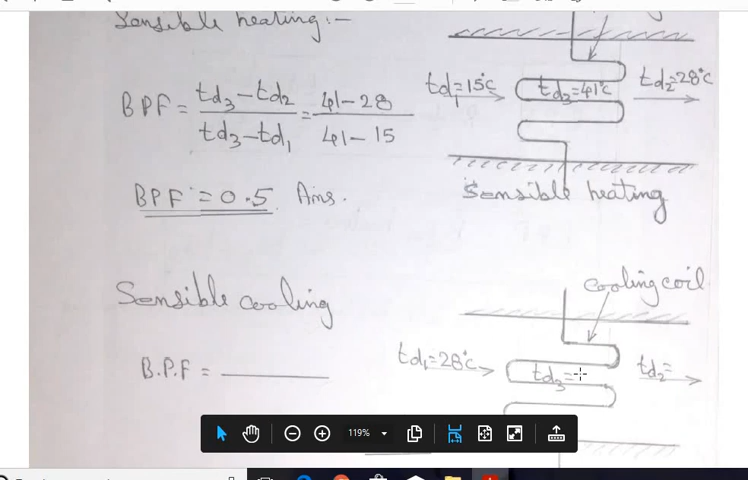 Sensible heating:-
BPF = td3 - td2 / td3 - td1 = 41 - 28 / 41 - 15
td1=15°c
td3=41°c
td2=28°c
BPF = 0.5 Ans.
Sensible heating
Sensible cooling
cooling coil
B.P.F =
td1=28°c
td3=
td2=
119%